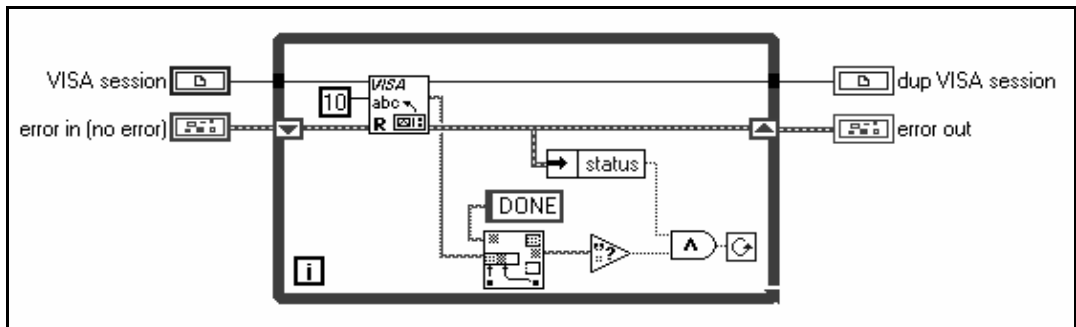 VISA session
VISA
abc
R
10
dup VISA session
error in (no error)
error out
status
DONE
"?
∧
i